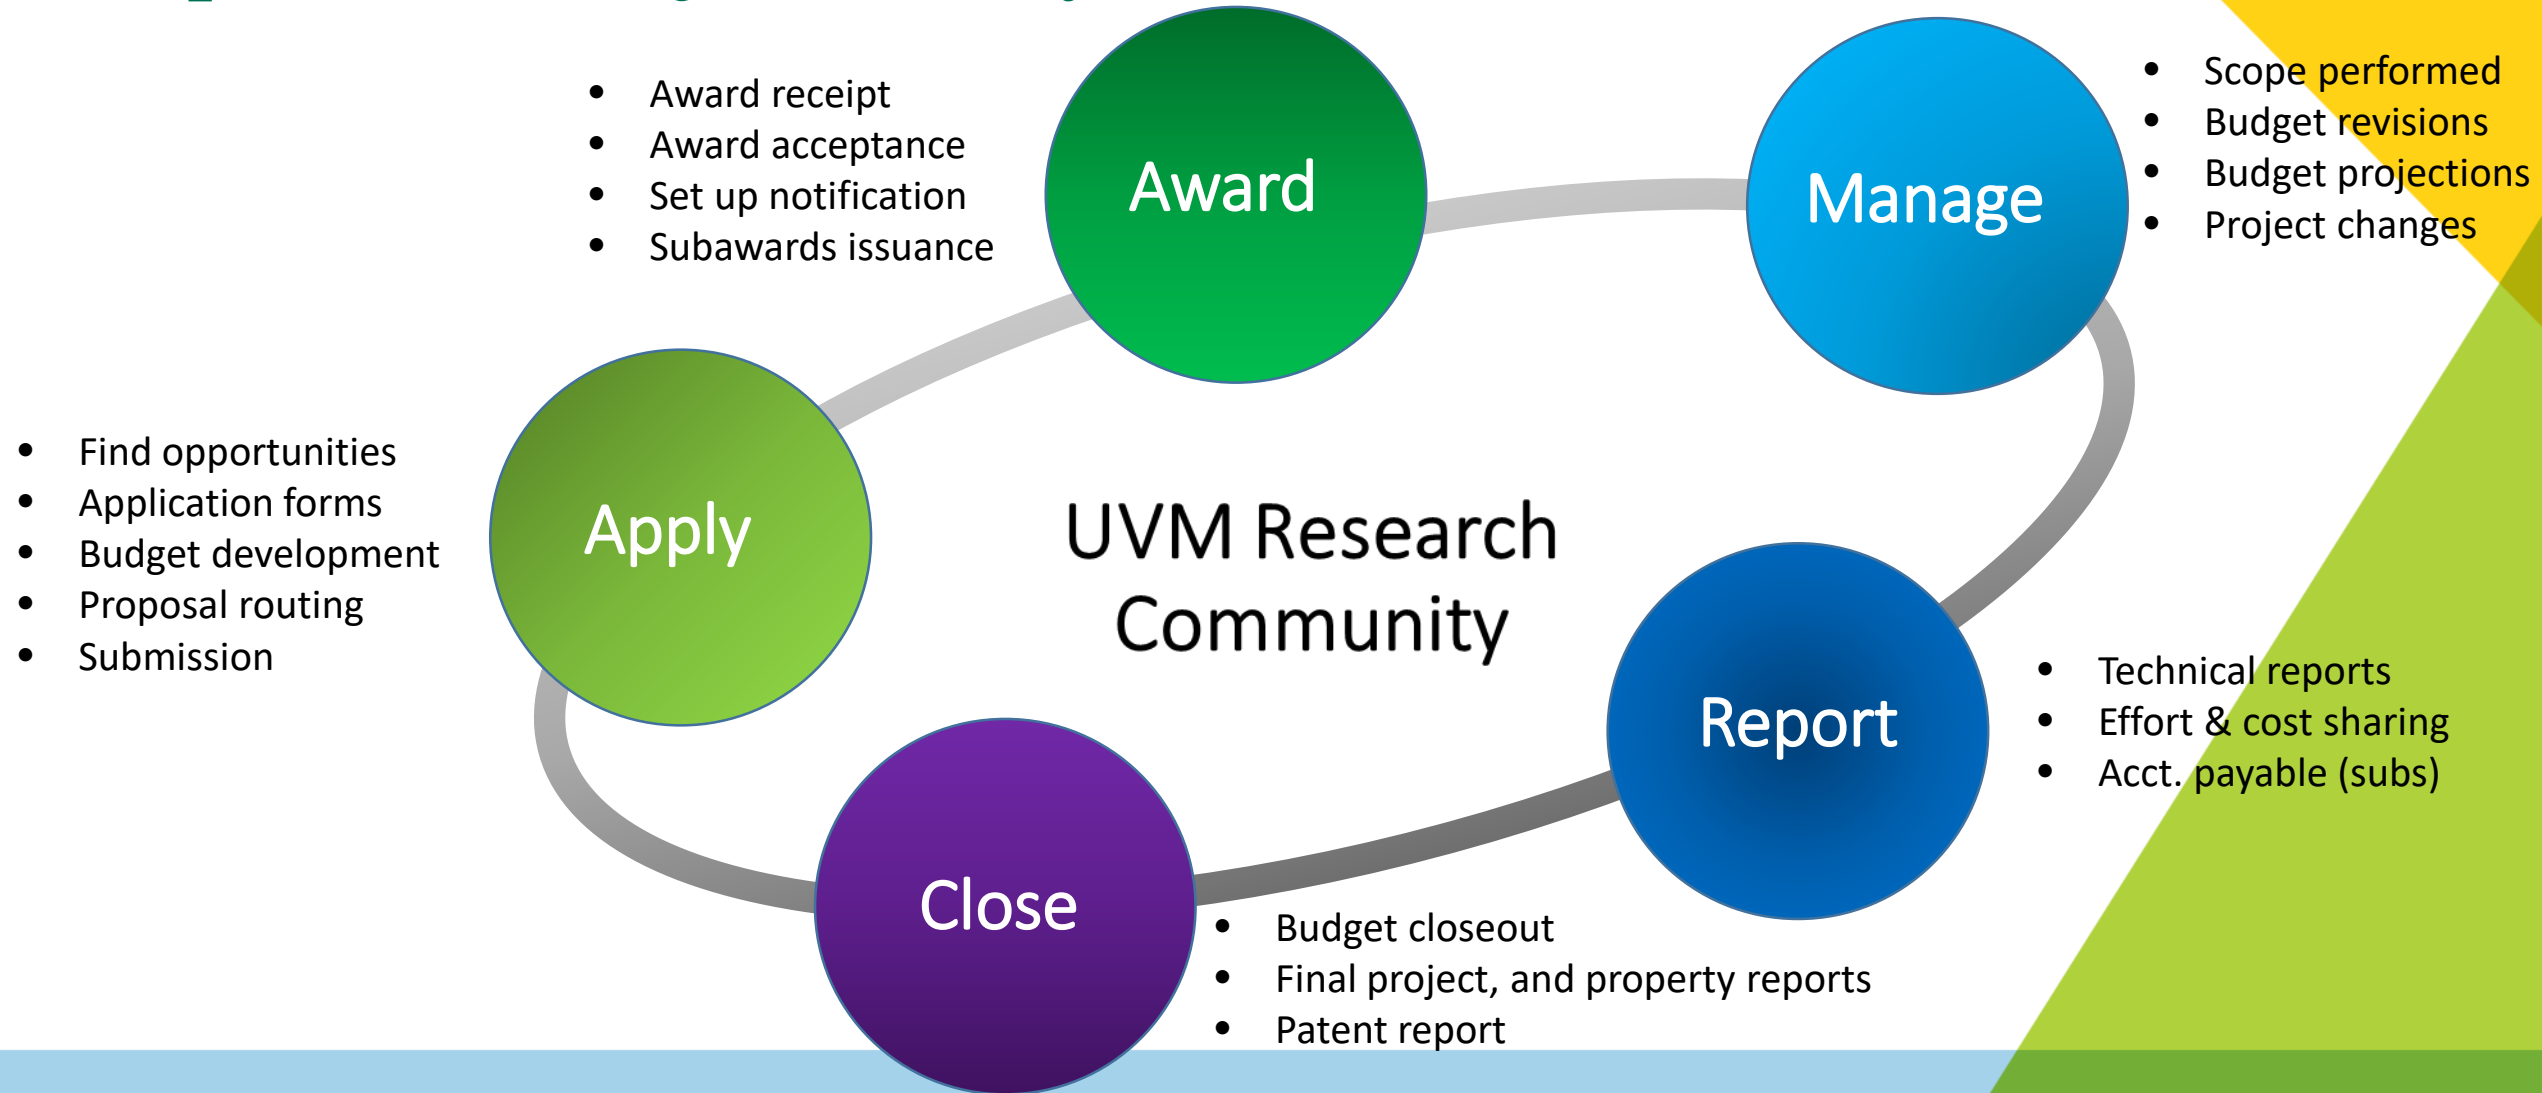 • Award receipt
• Award acceptance
• Set up notification
• Subawards issuance
Award
Manage
• Scope performed
• Budget revisions
• Budget projections
• Project changes
• Find opportunities
• Application forms
• Budget development
• Proposal routing
• Submission
Apply
UVM Research
Community
Report
• Technical reports
• Effort & cost sharing
• Acct. payable (subs)
Close
• Budget closeout
• Final project, and property reports
• Patent report